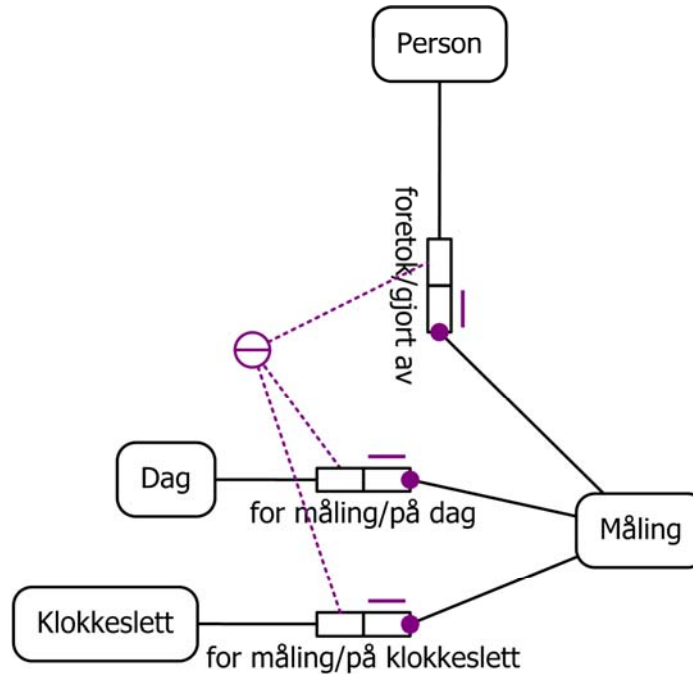 Person
foretok/gjort av
Dag
for måling/på dag
Måling
Klokkeslett
for måling/på klokkeslett